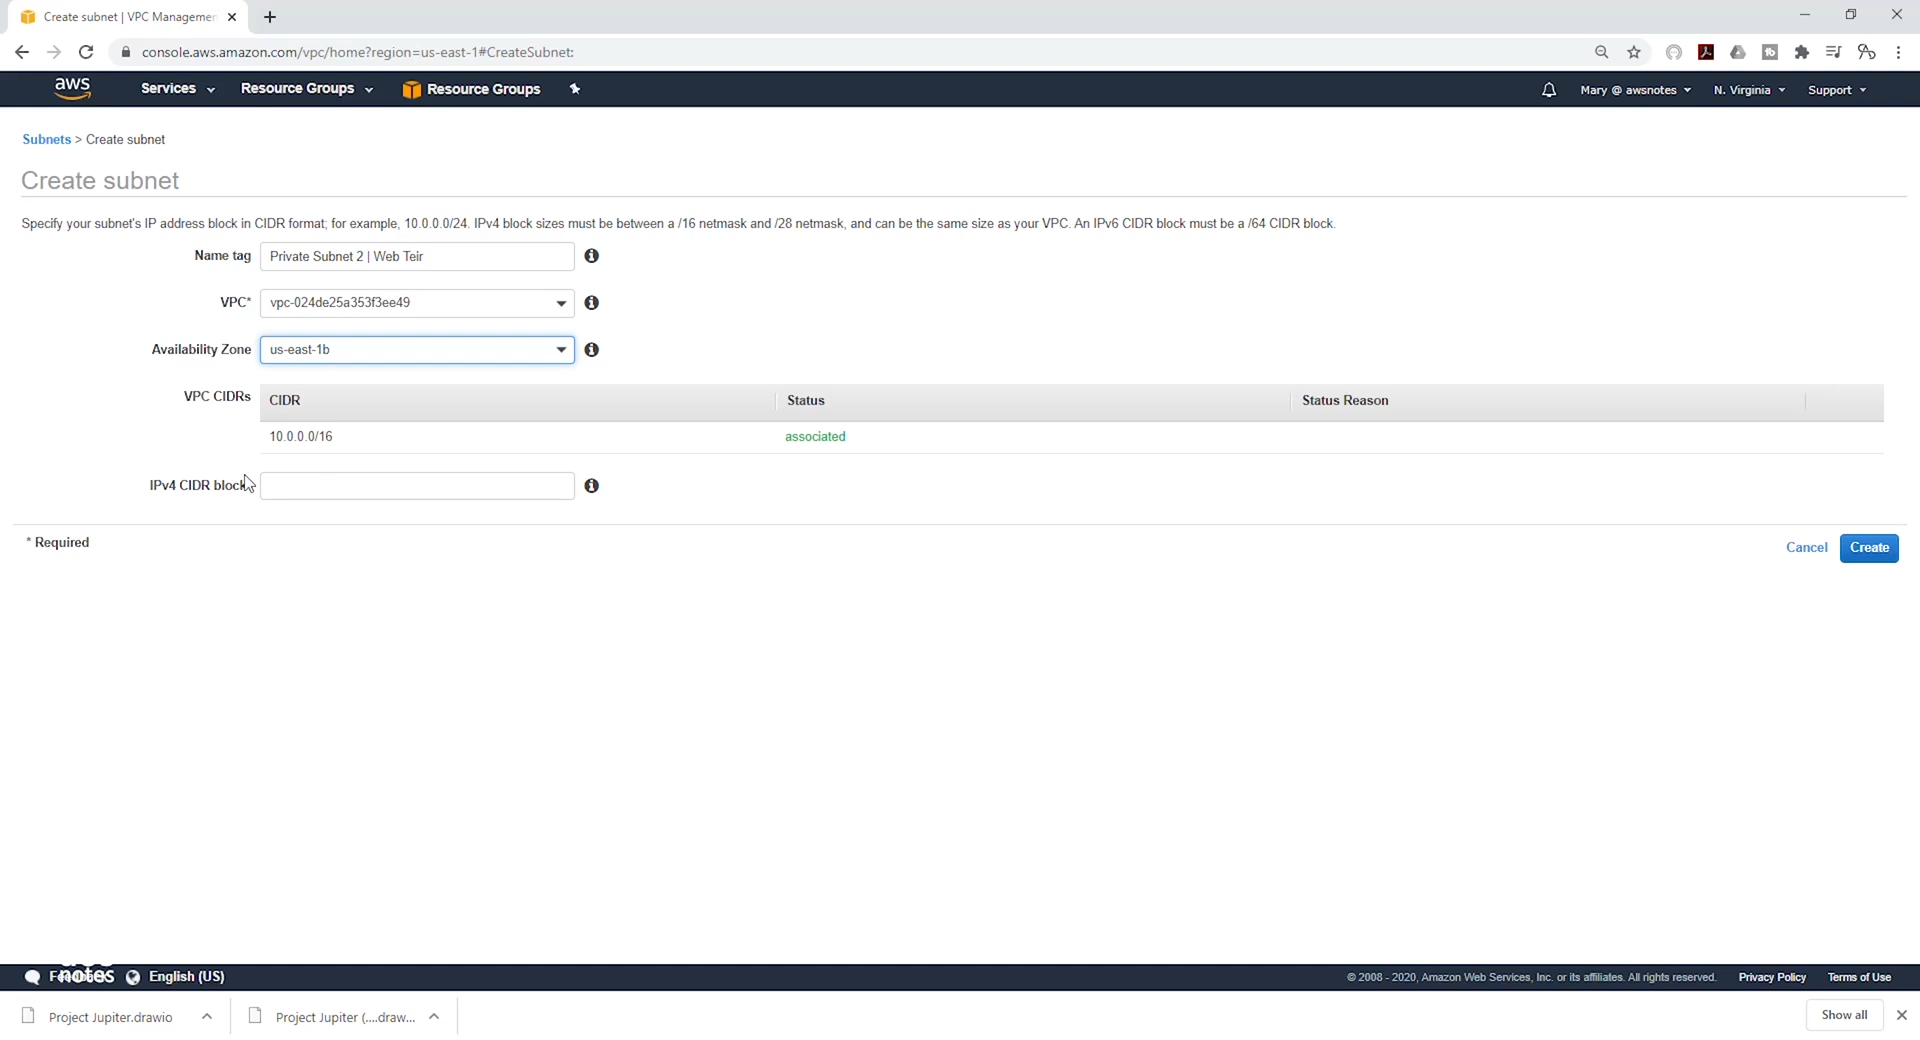 Create subnet | VPC Managemen
console.aws.amazon.com/vpc/home?region=us-east-1#CreateSubnet:
aws Services Resource Groups Resource Groups Mary @ awsnotes N. Virginia Support
Subnets > Create subnet
Create subnet
Specify your subnet's IP address block in CIDR format; for example, 10.0.0.0/24. IPv4 block sizes must be between a /16 netmask and /28 netmask, and can be the same size as your VPC. An IPv6 CIDR block must be a /64 CIDR block.
Name tag Private Subnet 2 | Web Teir
VPC* vpc-024de25a353f3ee49
Availability Zone us-east-1b
VPC CIDRs CIDR Status Status Reason
10.0.0.0/16 associated
IPv4 CIDR block
* Required Cancel Create
notes English (US) © 2008 - 2020, Amazon Web Services, Inc. or its affiliates. All rights reserved. Privacy Policy Terms of Use
Project Jupiter.drawio Project Jupiter (....draw... Show all